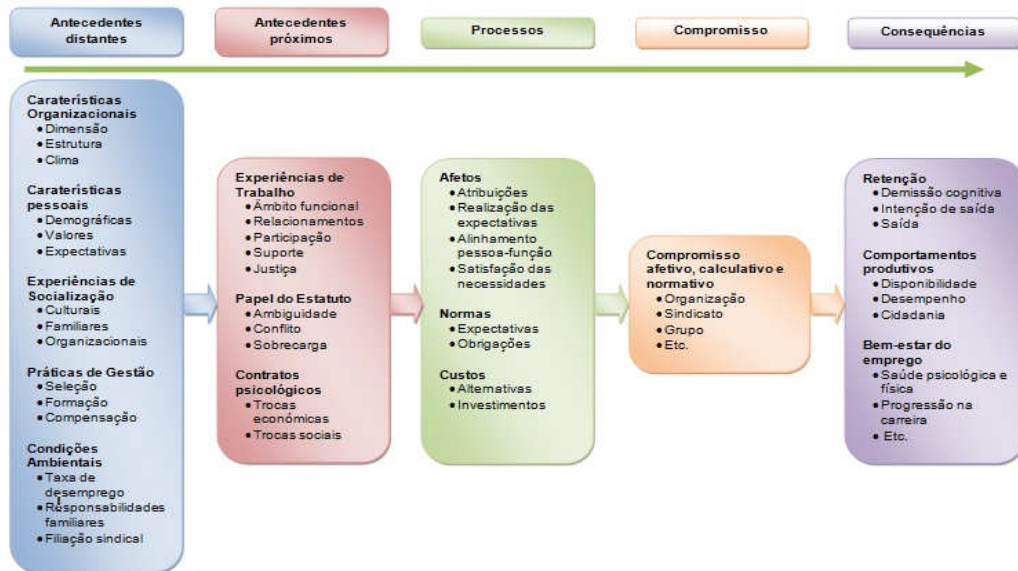 Antecedentes
distantes
Antecedentes
próximos
Processos
Compromisso
Consequências
Caraterísticas
Organizacionais
• Dimensão
• Estrutura
• Clima
Caraterísticas
pessoais
• Demográficas
• Valores
• Expectativas
Experiências de
Socialização
• Culturais
• Familiares
• Organizacionais
Práticas de Gestão
• Seleção
• Formação
• Compensação
Condições
Ambientais
• Taxa de
desemprego
• Responsabilidades
familiares
• Filiação sindical
Experiências de
Trabalho
• Âmbito funcional
• Relacionamentos
• Participação
• Suporte
• Justiça
Papel do Estatuto
• Ambiguidade
• Conflito
• Sobrecarga
Contratos
psicológicos
• Trocas
económicas
• Trocas sociais
Afetos
• Atribuições
• Realização das
expectativas
• Alinhamento
pessoa-função
• Satisfação das
necessidades
Normas
• Expectativas
• Obrigações
Custos
• Alternativas
• Investimentos
Compromisso
afetivo, calculativo e
normativo
• Organização
• Sindicato
• Grupo
• Etc.
Retenção
• Demissão cognitiva
• Intenção de saída
• Saída
Comportamentos
produtivos
• Disponibilidade
• Desempenho
• Cidadania
Bem-estar do
emprego
• Saúde psicológica e
física
• Progressão na
carreira
• Etc.